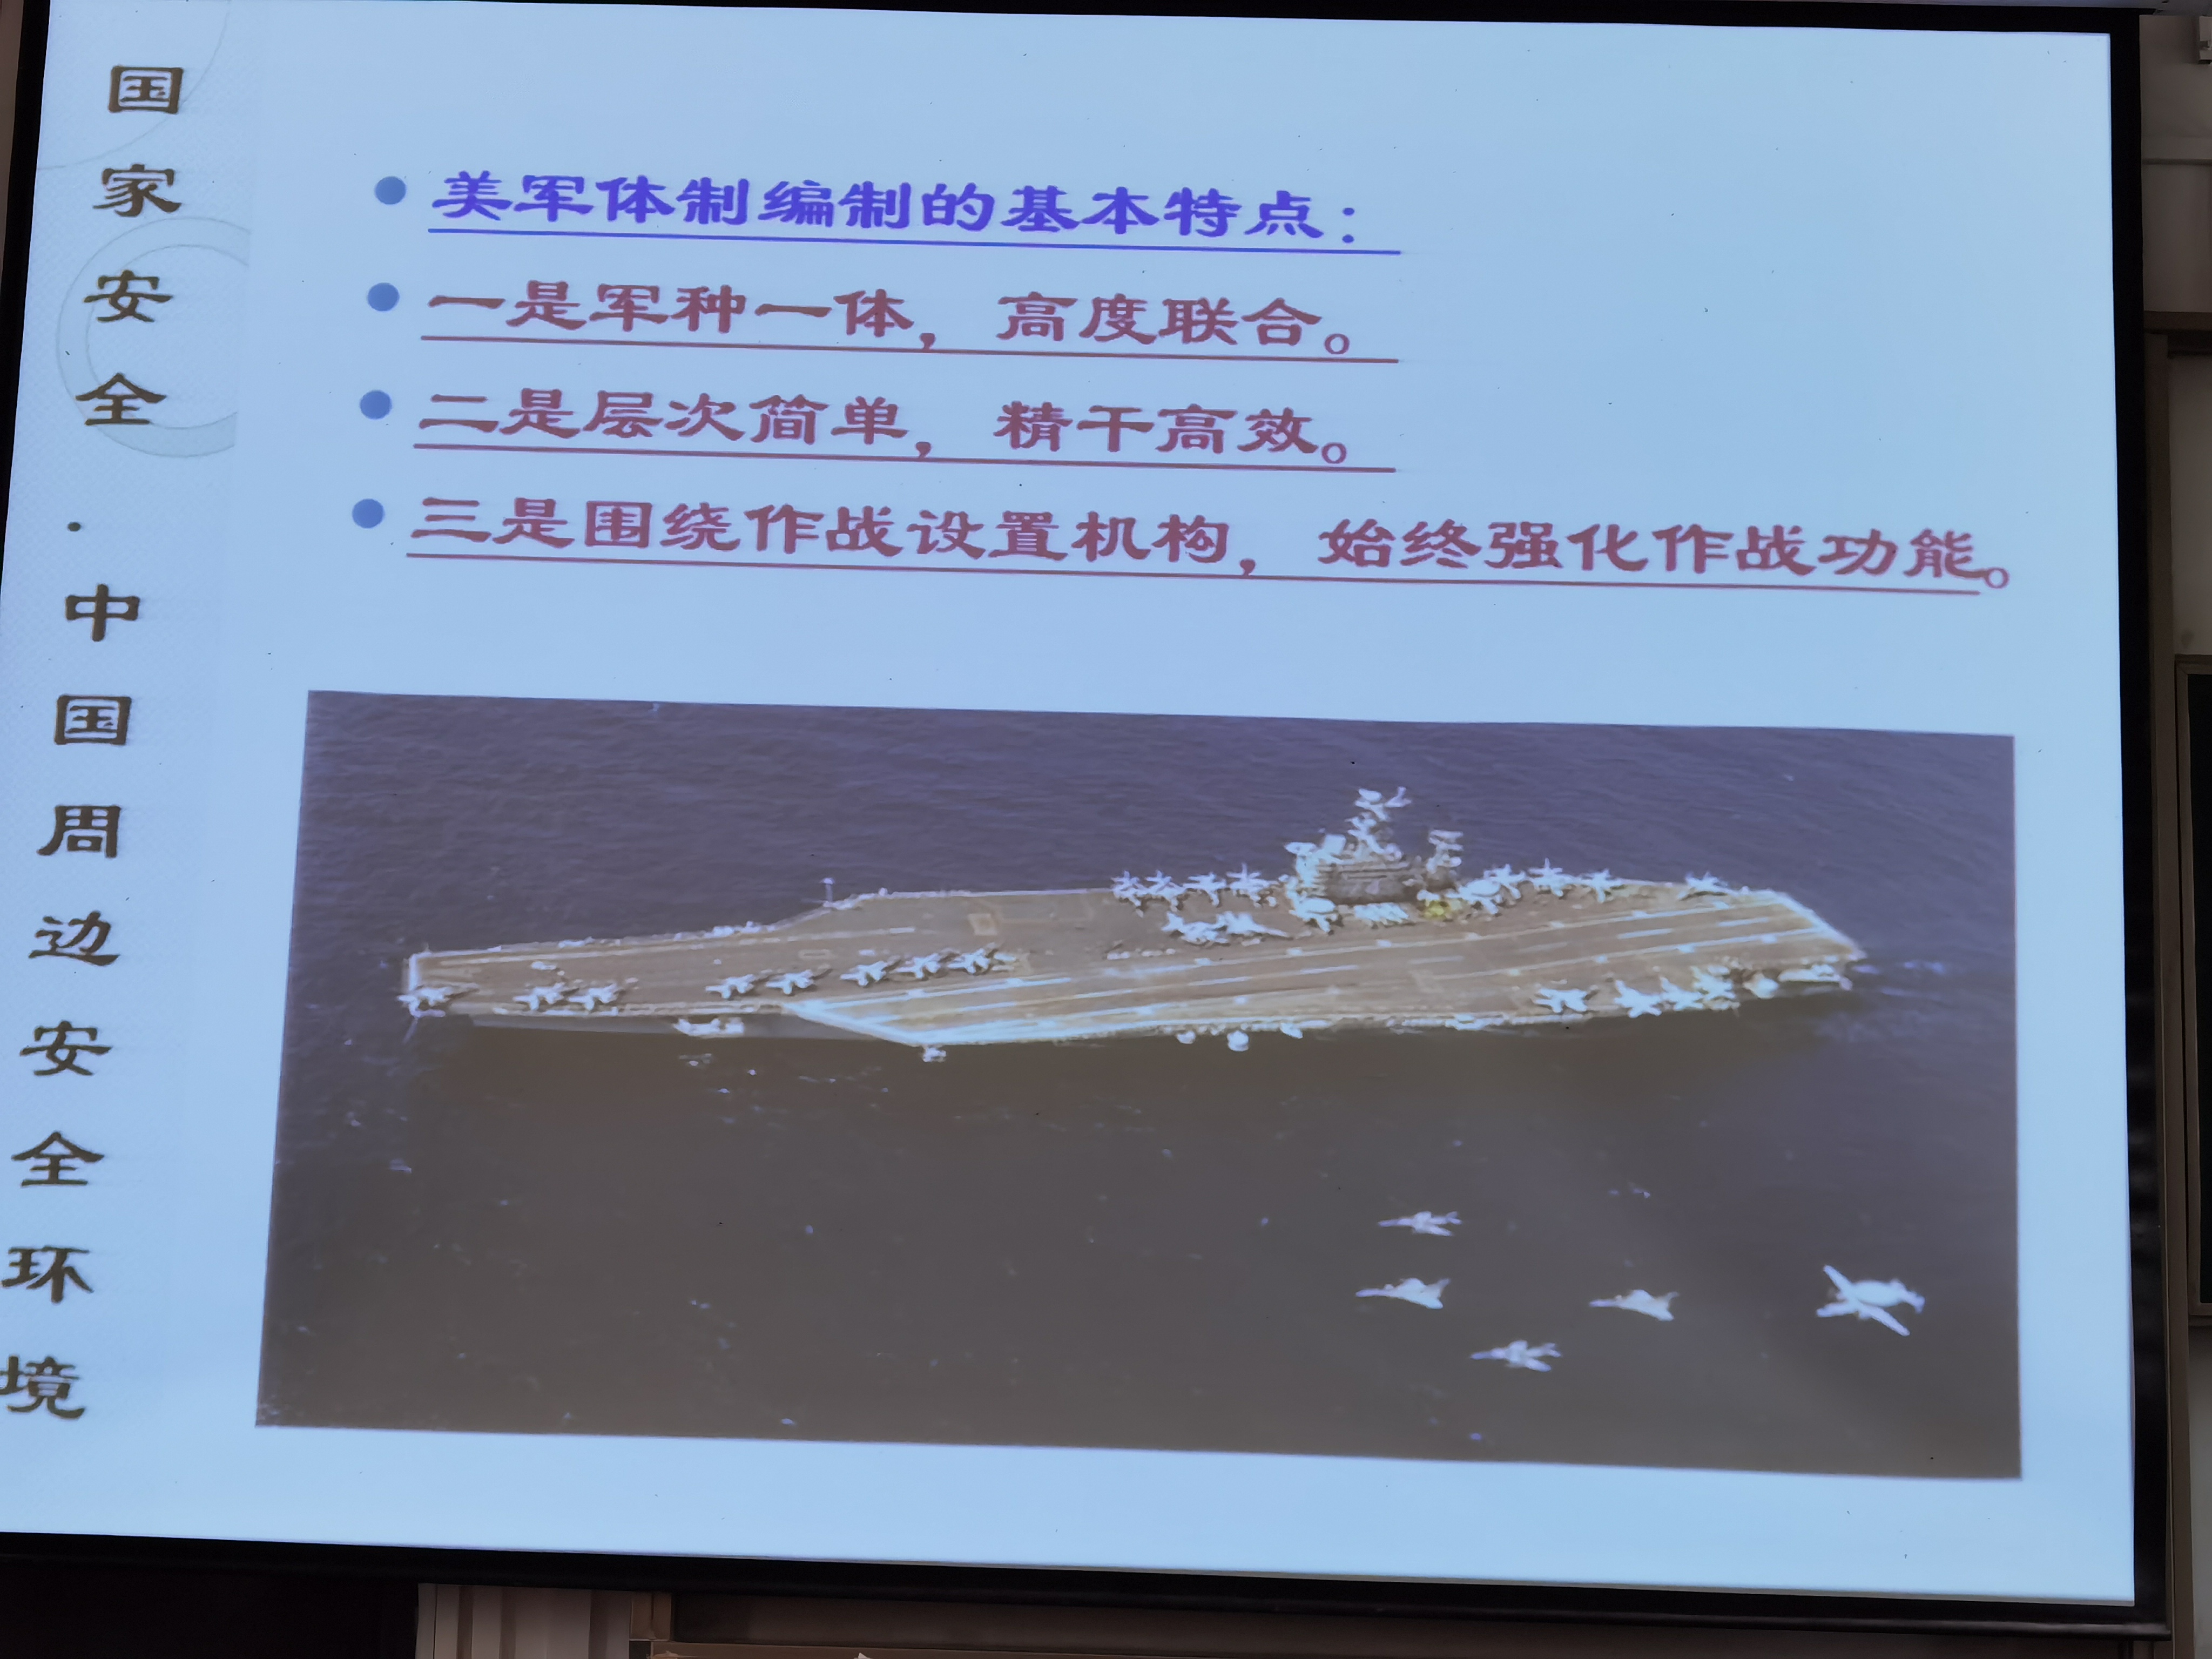 国家安全·中国周边安全环境
美军体制编制的基本特点：
一是军种一体，高度联合。
二是层次简单，精干高效。
三是围绕作战设置机构，始终强化作战功能。